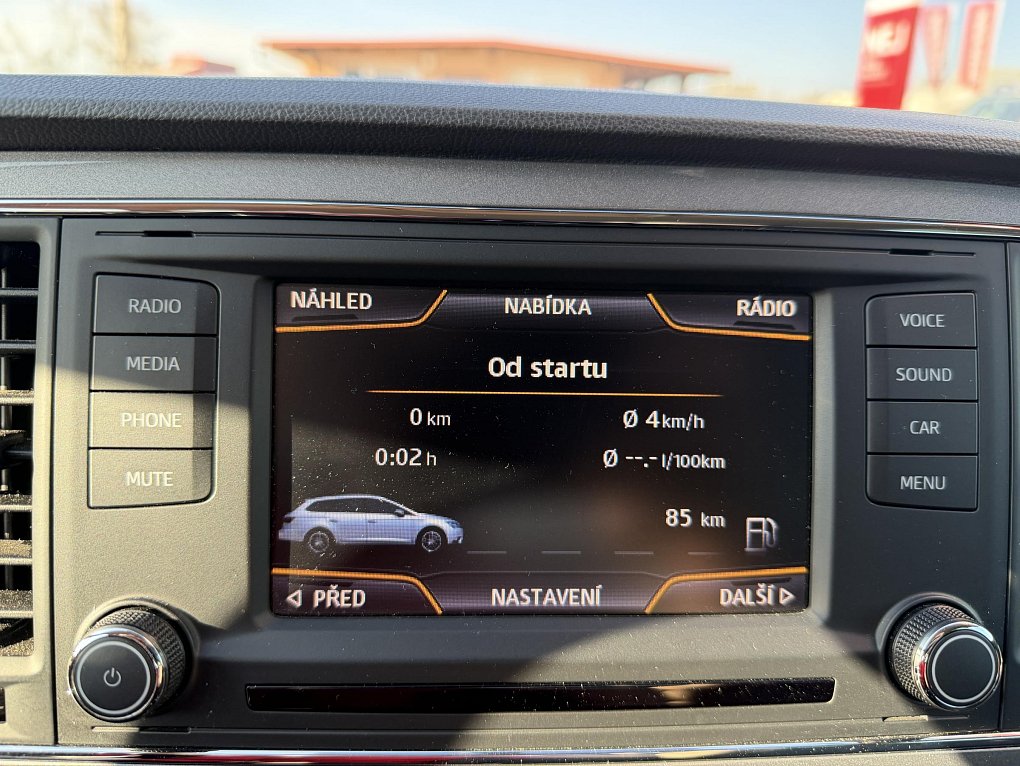 MEJ
RADIO
MEDIA
PHONE
MUTE
NÁHLED NABÍDKA RÁDIO
Od startu
0 km Ø 4 km/h
0:02 h Ø --.- l/100km
85 km
◁ PŘED NASTAVENÍ DALŠÍ ▷
VOICE
SOUND
CAR
MENU